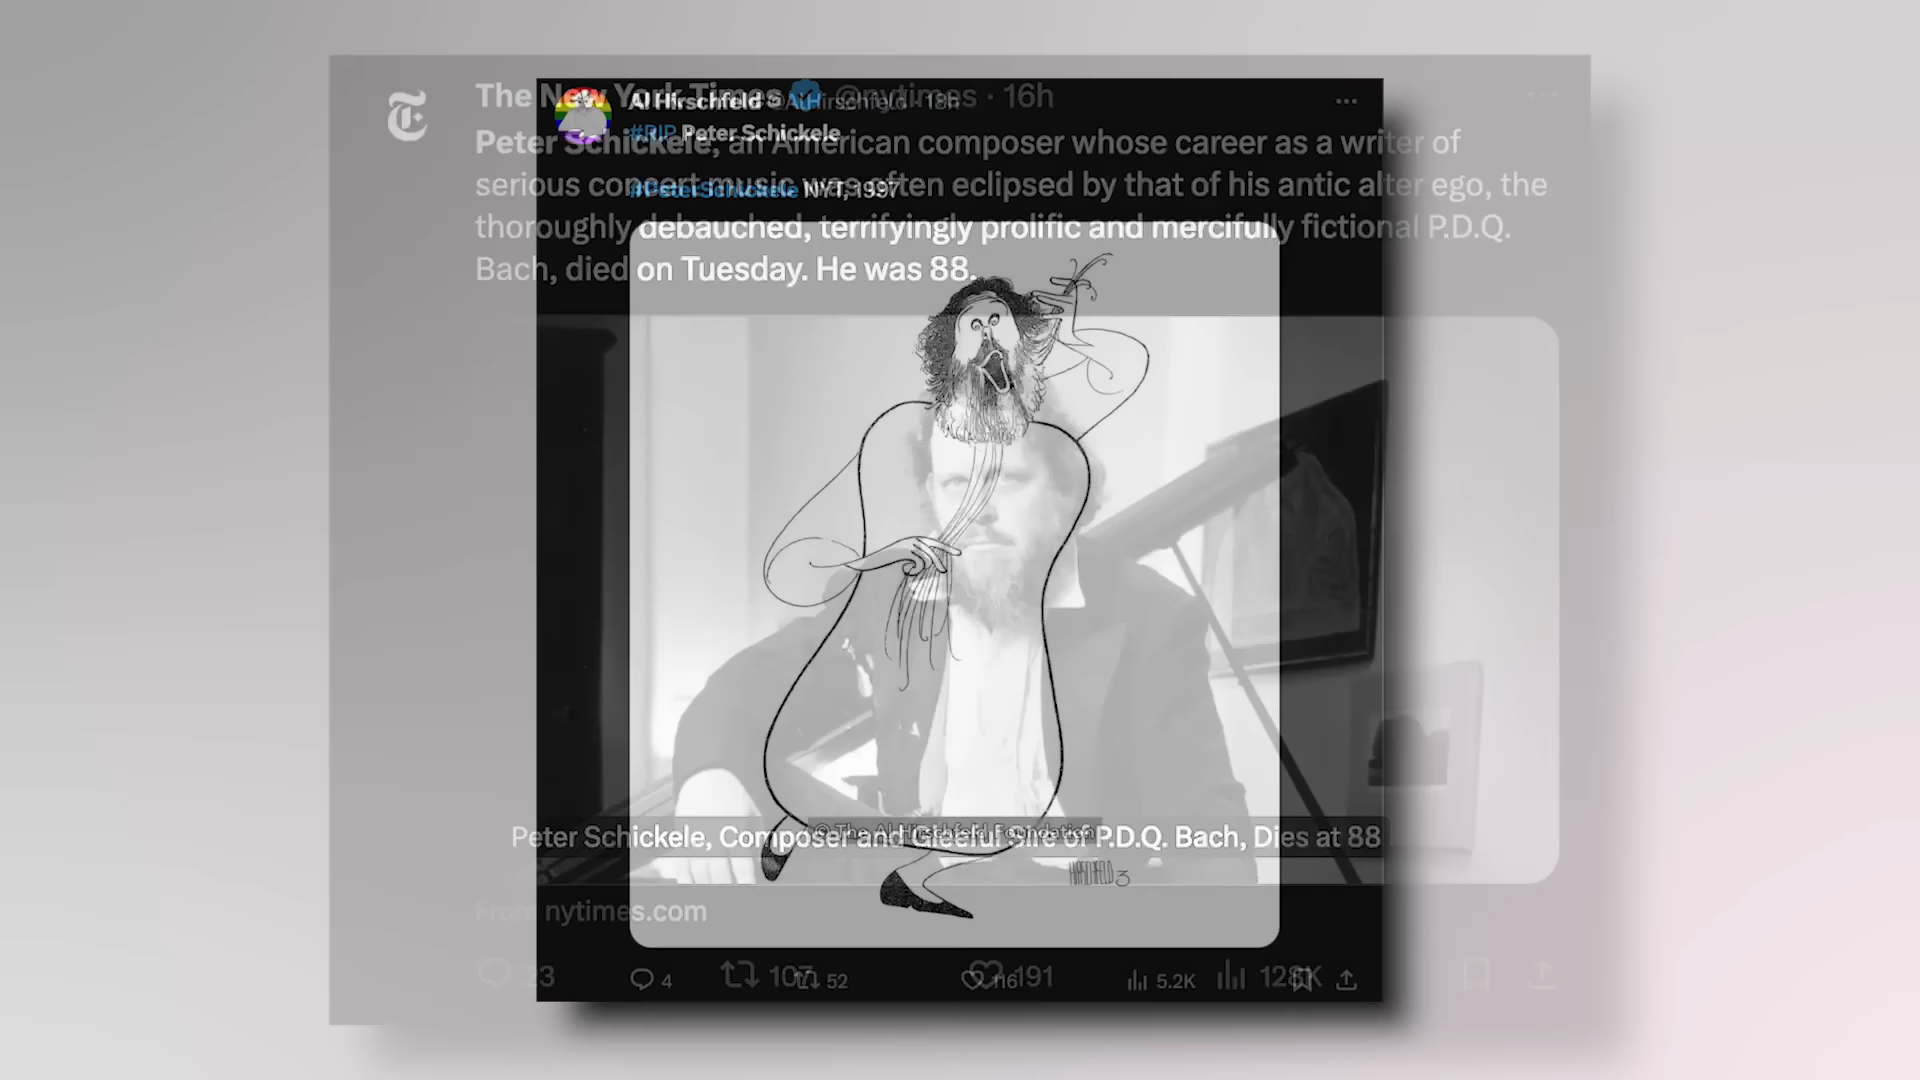 The New York Times @nytimes · 16h
Peter Schickele, an American composer whose career as a writer of
serious concert music was often eclipsed by that of his antic alter ego, the
thoroughly debauched, terrifyingly prolific and mercifully fictional P.D.Q.
Bach, died on Tuesday. He was 88.
Peter Schickele, Composer and Gleeful Sire of P.D.Q. Bach, Dies at 88
From nytimes.com
23 107 191 128K
Al Hirschfeld @AlHirschfeld · 18h
#RIP Peter Schickele
#PeterSchickele NYT, 1997
© The Al Hirschfeld Foundation
HIRSCHFELD 3
4 52 116 5.2K